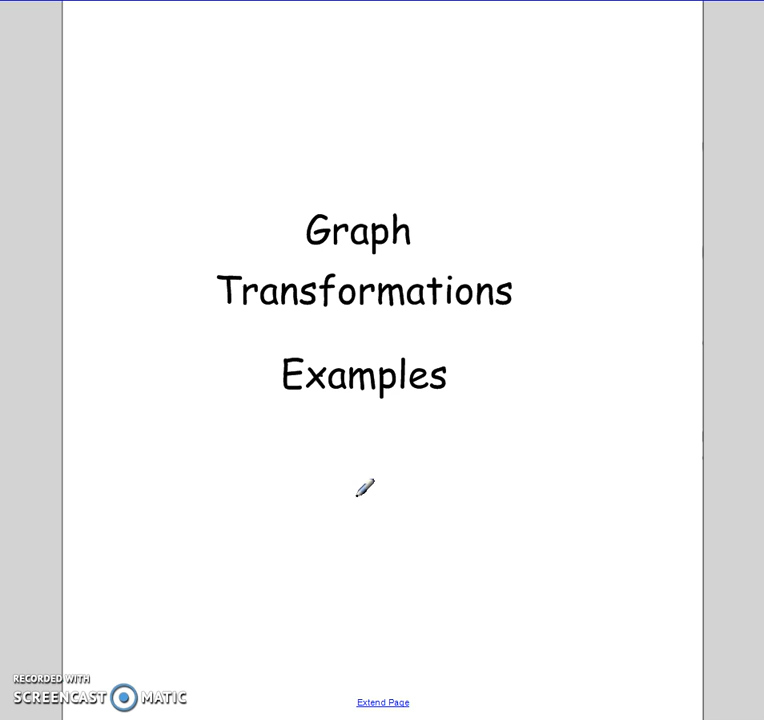 Graph
Transformations
Examples
RECORDED WITH
SCREENCAST MATIC
Extend Page